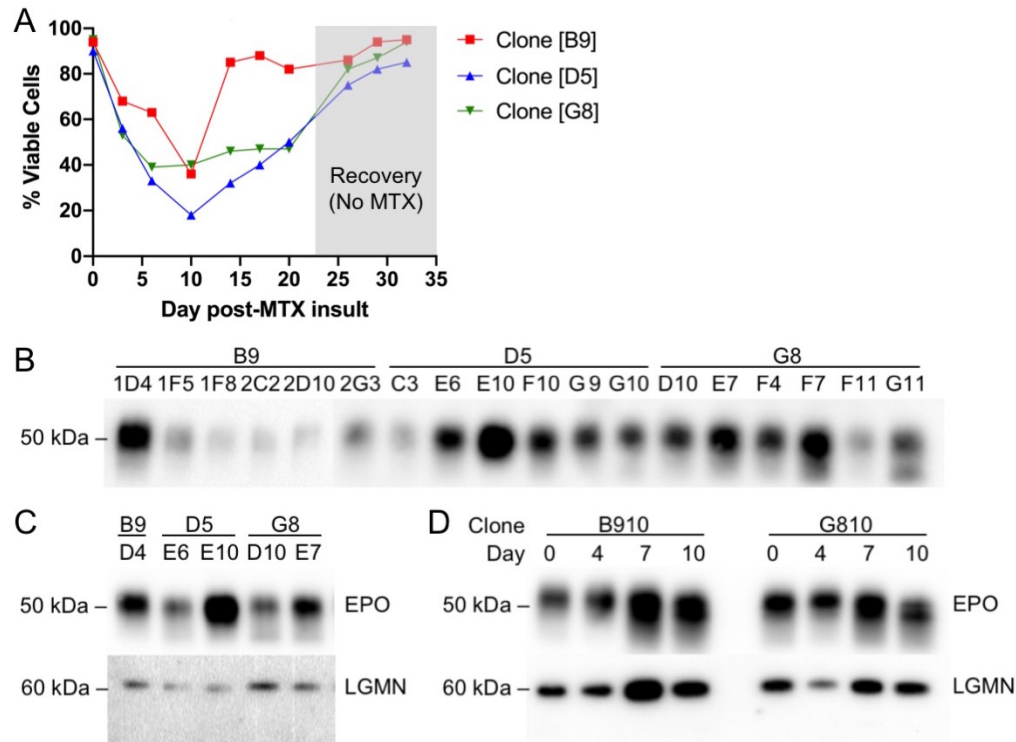 A
100
80
60
40
20
0
% Viable Cells
0 5 10 15 20 25 30 35
Day post-MTX insult
Recovery
(No MTX)
Clone [B9]
Clone [D5]
Clone [G8]
B
B9 D5 G8
1D4 1F5 1F8 2C2 2D10 2G3 C3 E6 E10 F10 G9 G10 D10 E7 F4 F7 F11 G11
50 kDa
C
B9 D5 G8
D4 E6 E10 D10 E7
50 kDa EPO
60 kDa LGMN
D
Clone B910 G810
Day 0 4 7 10 0 4 7 10
50 kDa EPO
60 kDa LGMN